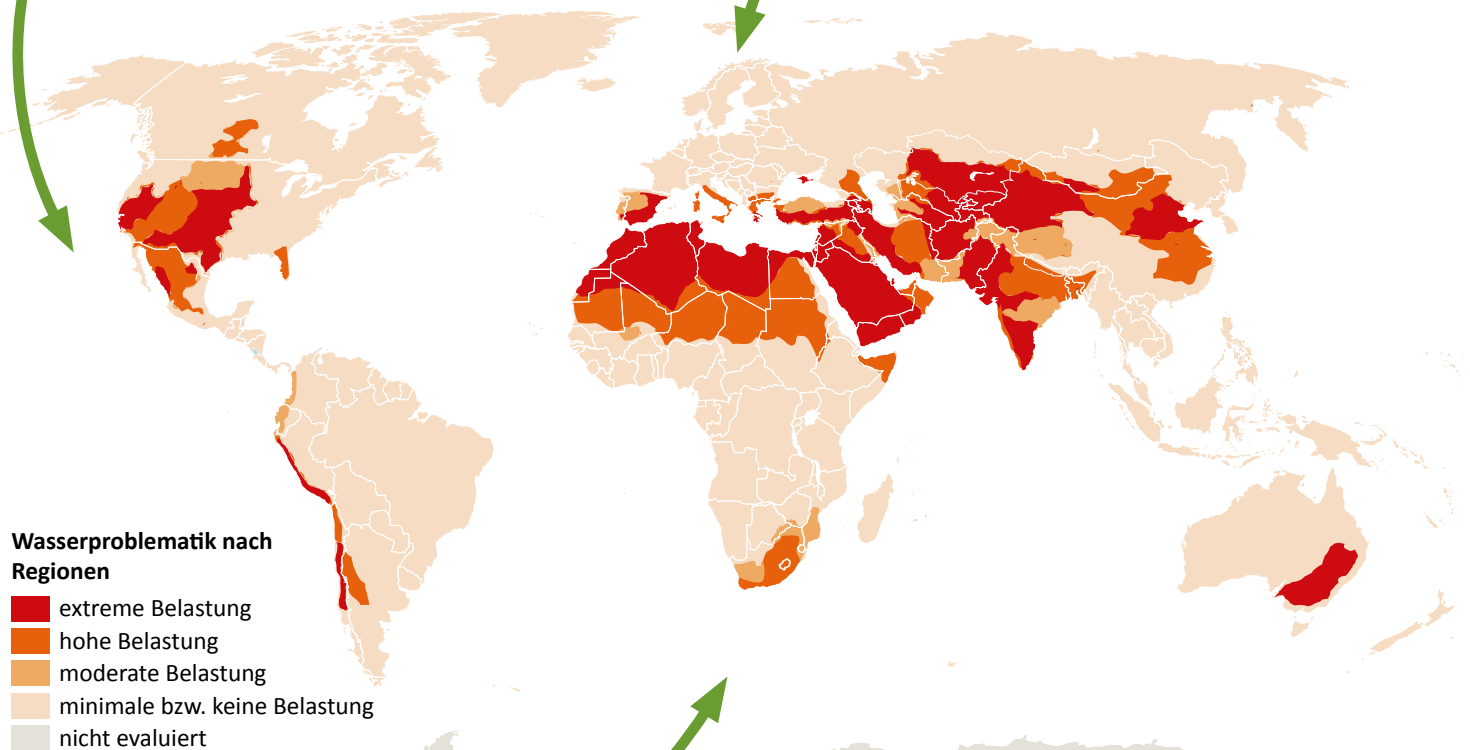 Wasserproblematik nach
Regionen
extreme Belastung
hohe Belastung
moderate Belastung
minimale bzw. keine Belastung
nicht evaluiert